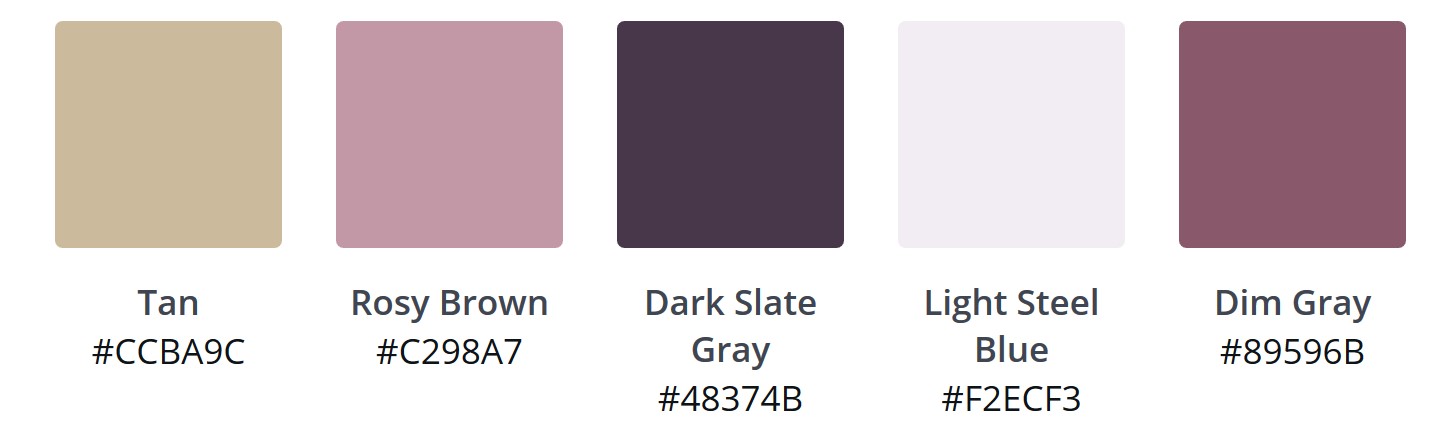 Tan
#CCBA9C
Rosy Brown
#C298A7
Dark Slate
Gray
#48374B
Light Steel
Blue
#F2ECF3
Dim Gray
#89596B